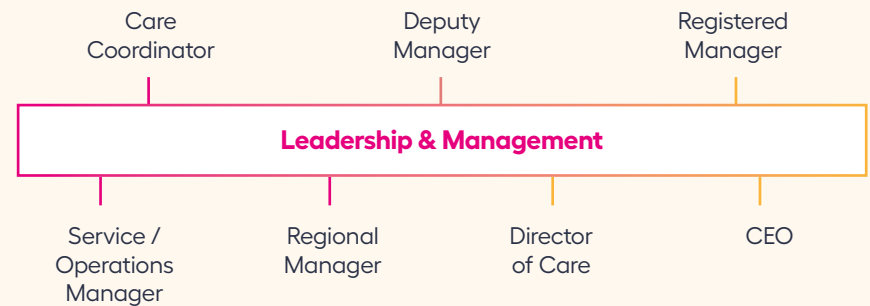 Care
Coordinator
Deputy
Manager
Registered
Manager
Leadership & Management
Service /
Operations
Manager
Regional
Manager
Director
of Care
CEO